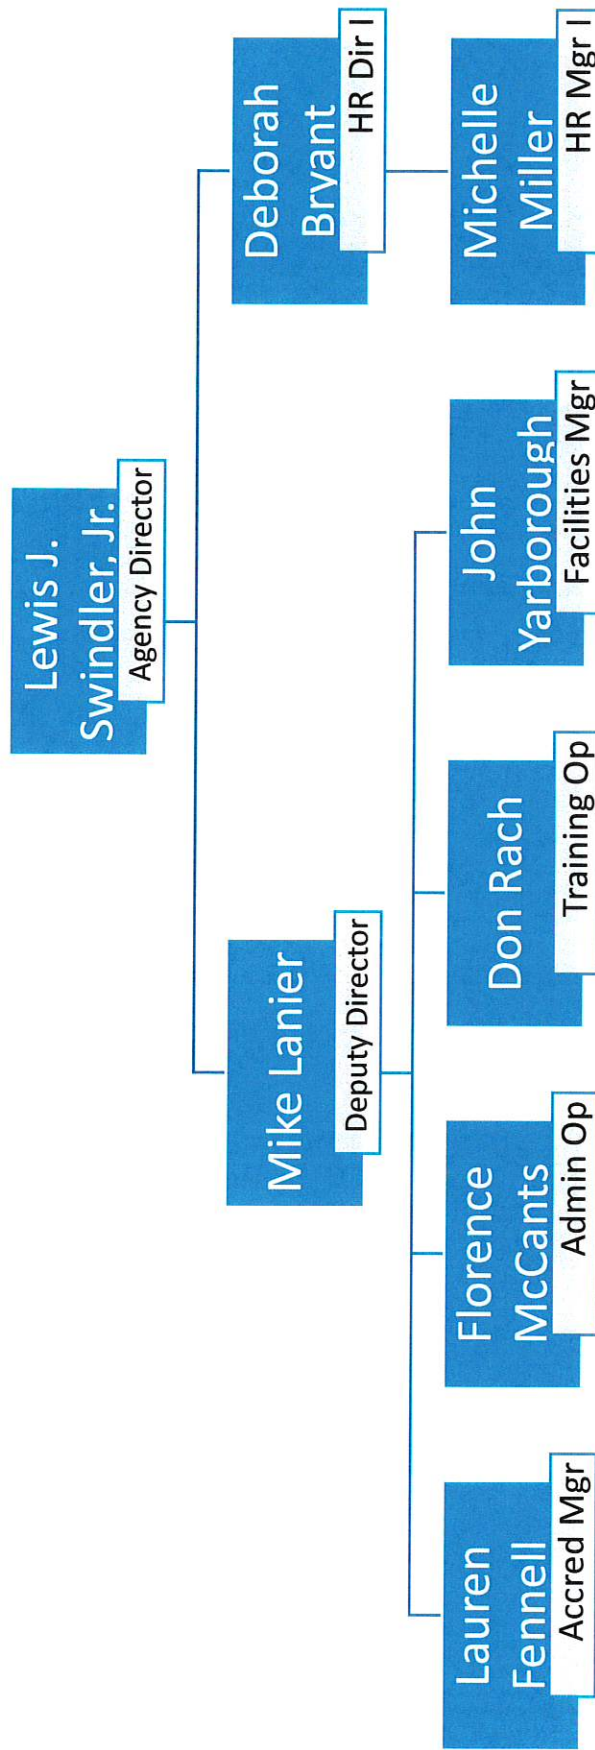 Lewis J.
Swindler, Jr.
Agency Director
Mike Lanier
Deputy Director
Deborah
Bryant
HR Dir I
Lauren
Fennell
Accred Mgr
Florence
McCants
Admin Op
Don Rach
Training Op
John
Yarborough
Facilities Mgr
Michelle
Miller
HR Mgr I